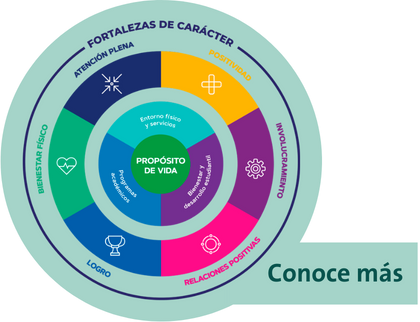 FORTALEZAS DE CARÁCTER
ATENCIÓN PLENA
POSITIVIDAD
BIENESTAR FÍSICO
INVOLUCRAMIENTO
LOGRO
RELACIONES POSITIVAS
Entorno físico
y servicios
Programas
académicos
Bienestar y
desarrollo estudiantil
PROPÓSITO
DE VIDA
Conoce más